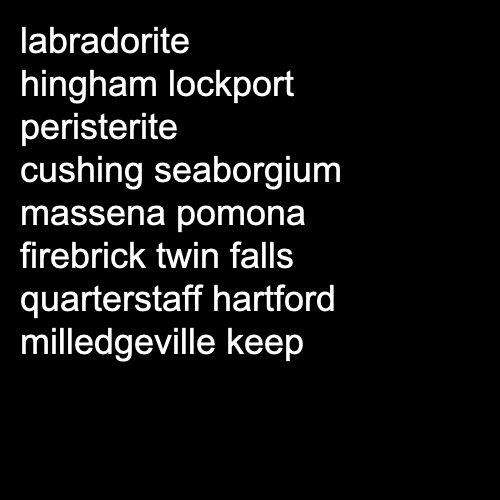 labradorite
hingham lockport
peristerite
cushing seaborgium
massena pomona
firebrick twin falls
quarterstaff hartford
milledgeville keep